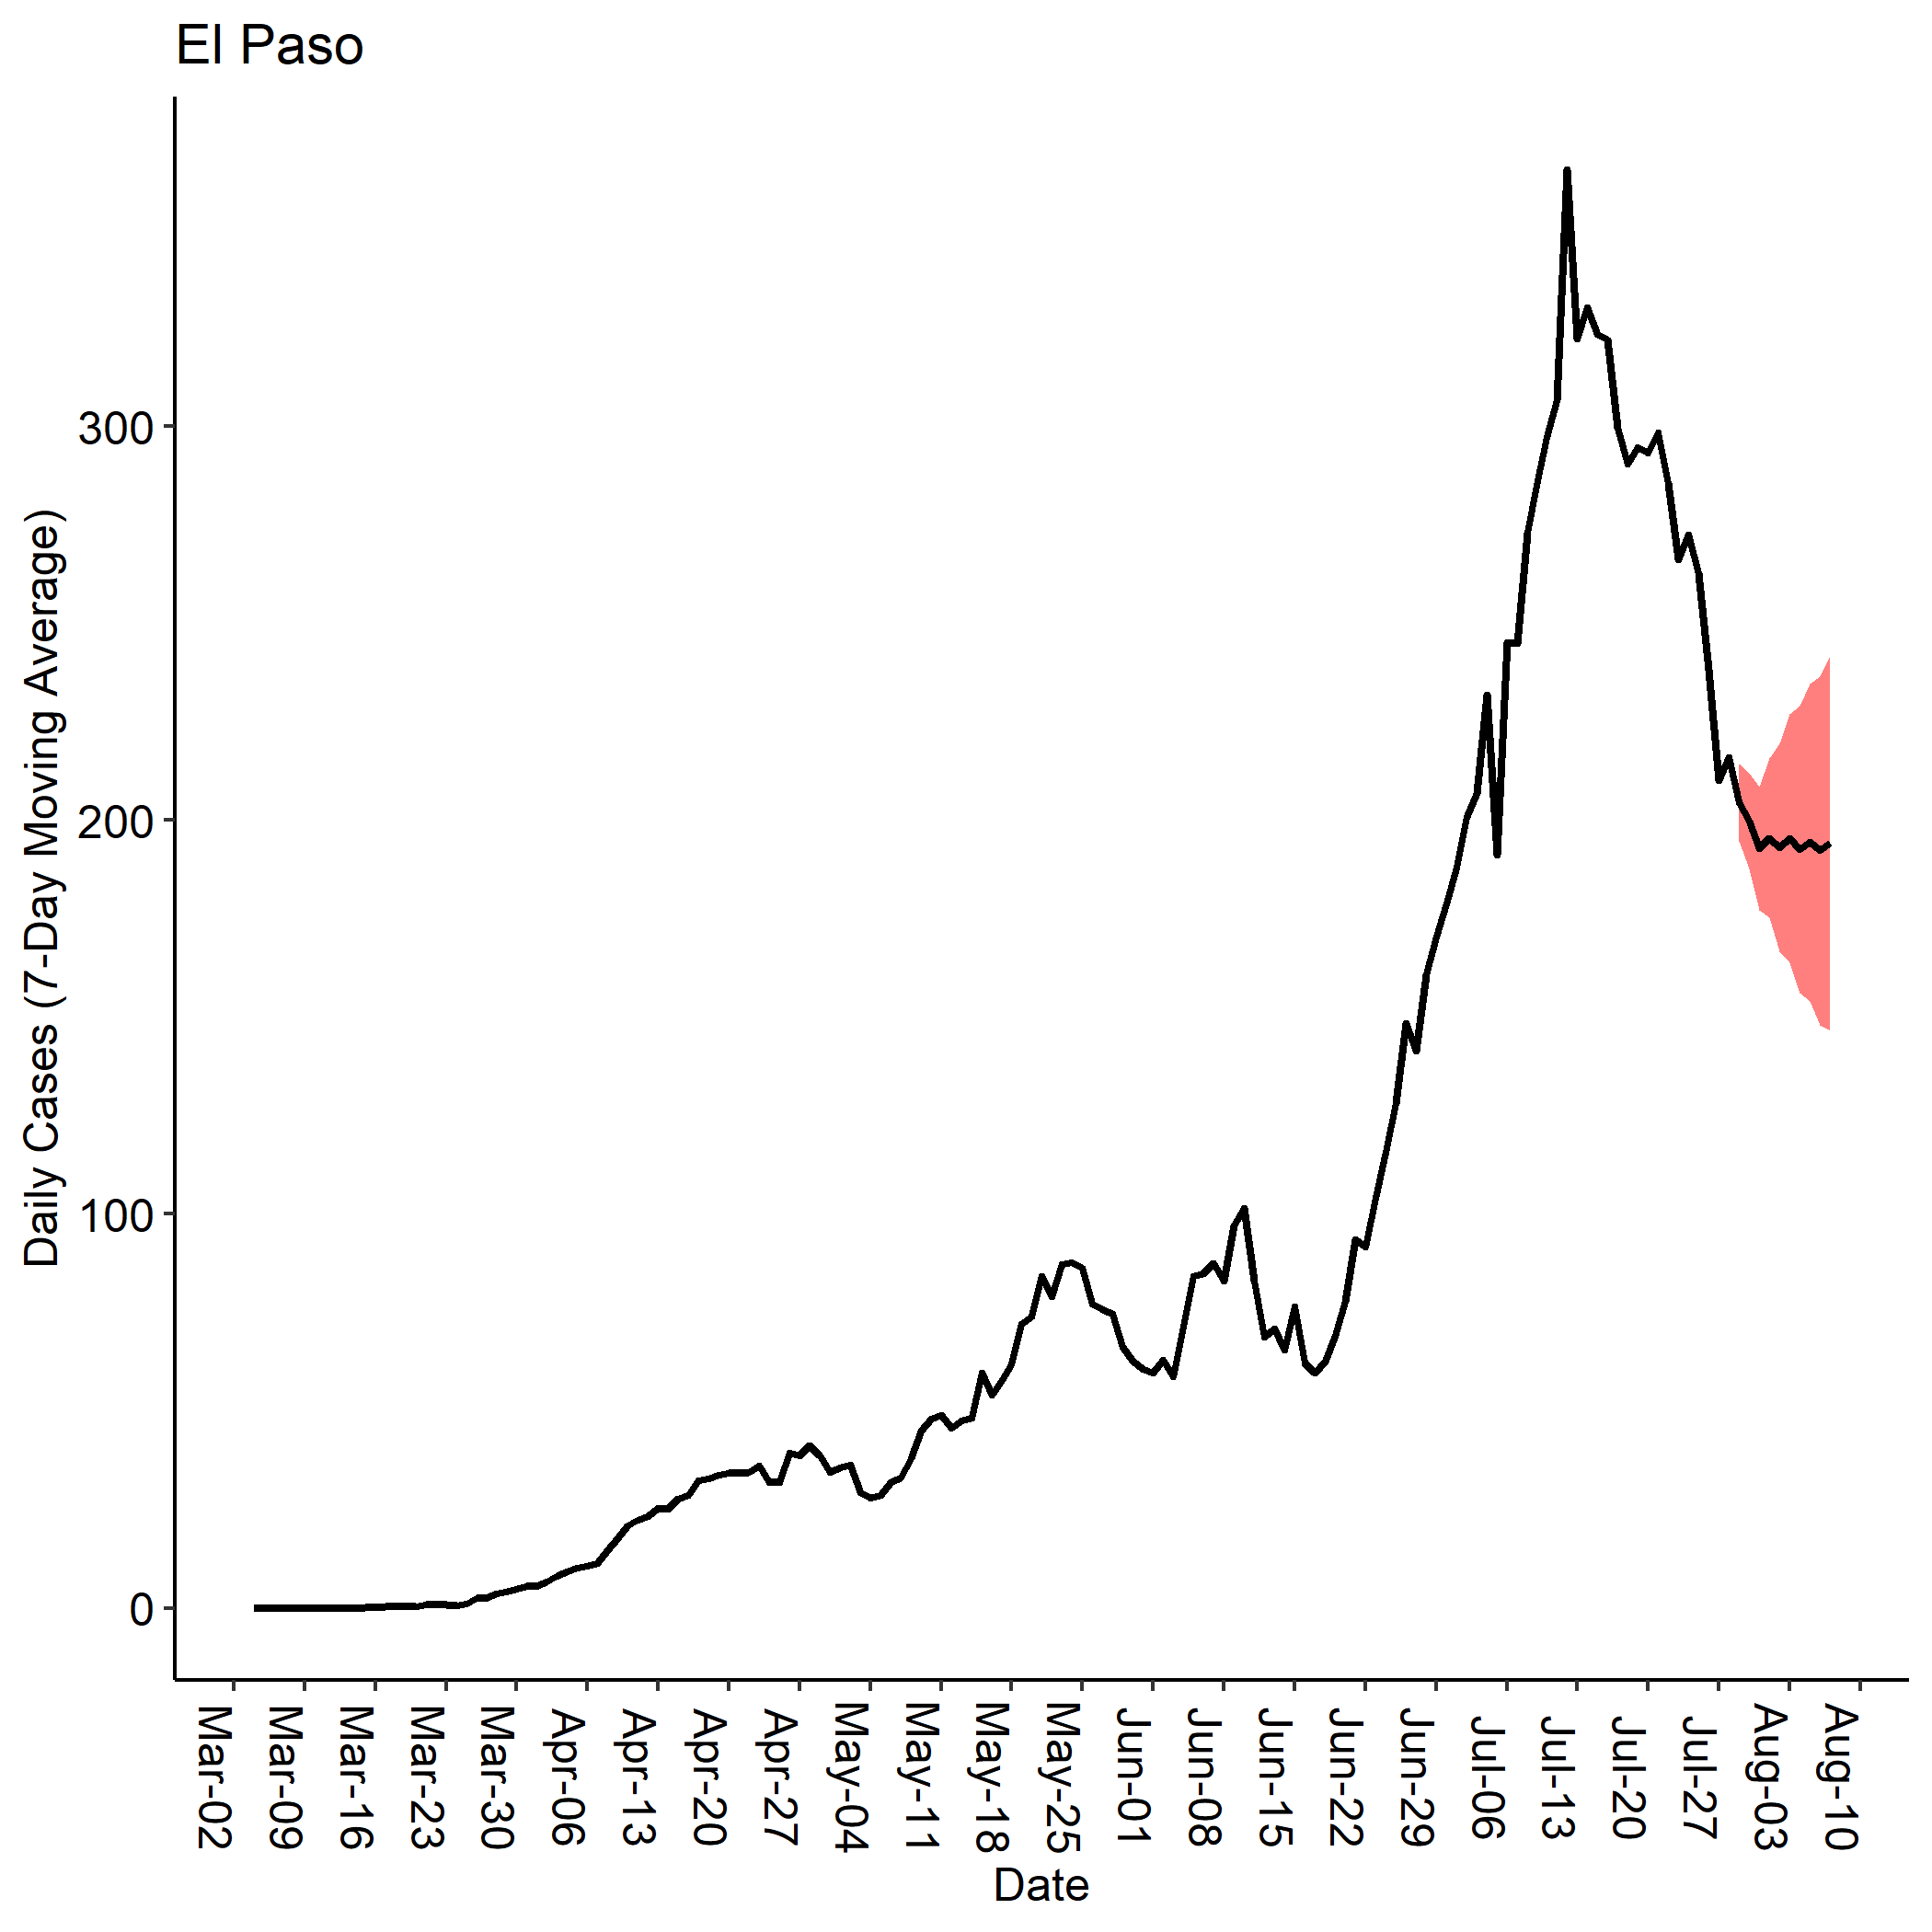 El Paso
Daily Cases (7-Day Moving Average)
300
200
100
0
Mar-02
Mar-09
Mar-16
Mar-23
Mar-30
Apr-06
Apr-13
Apr-20
Apr-27
May-04
May-11
May-18
May-25
Jun-01
Jun-08
Jun-15
Jun-22
Jun-29
Jul-06
Jul-13
Jul-20
Jul-27
Aug-03
Aug-10
Date